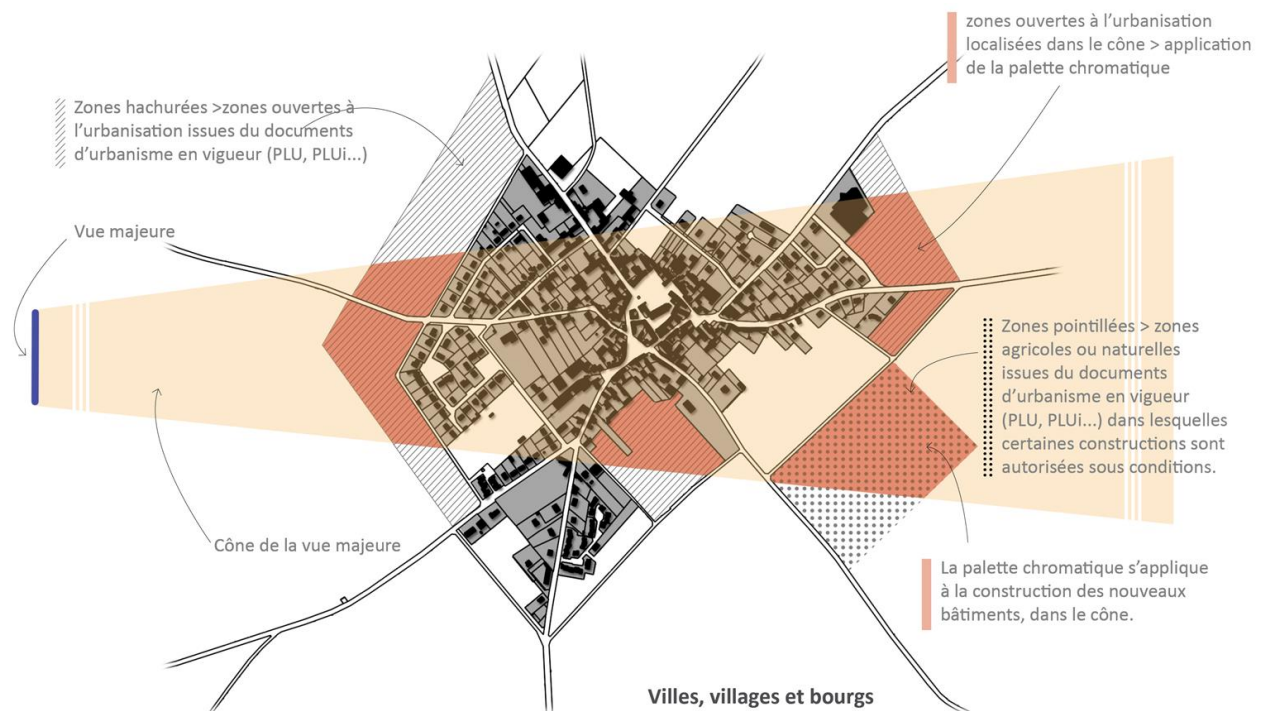 zones ouvertes à l'urbanisation
localisées dans le cône > application
de la palette chromatique
Zones hachurées >zones ouvertes à
l'urbanisation issues du documents
d'urbanisme en vigueur (PLU, PLUi...)
Vue majeure
Zones pointillées > zones
agricoles ou naturelles
issues du documents
d'urbanisme en vigueur
(PLU, PLUi...) dans lesquelles
certaines constructions sont
autorisées sous conditions.
Cône de la vue majeure
La palette chromatique s'applique
à la construction des nouveaux
bâtiments, dans le cône.
Villes, villages et bourgs